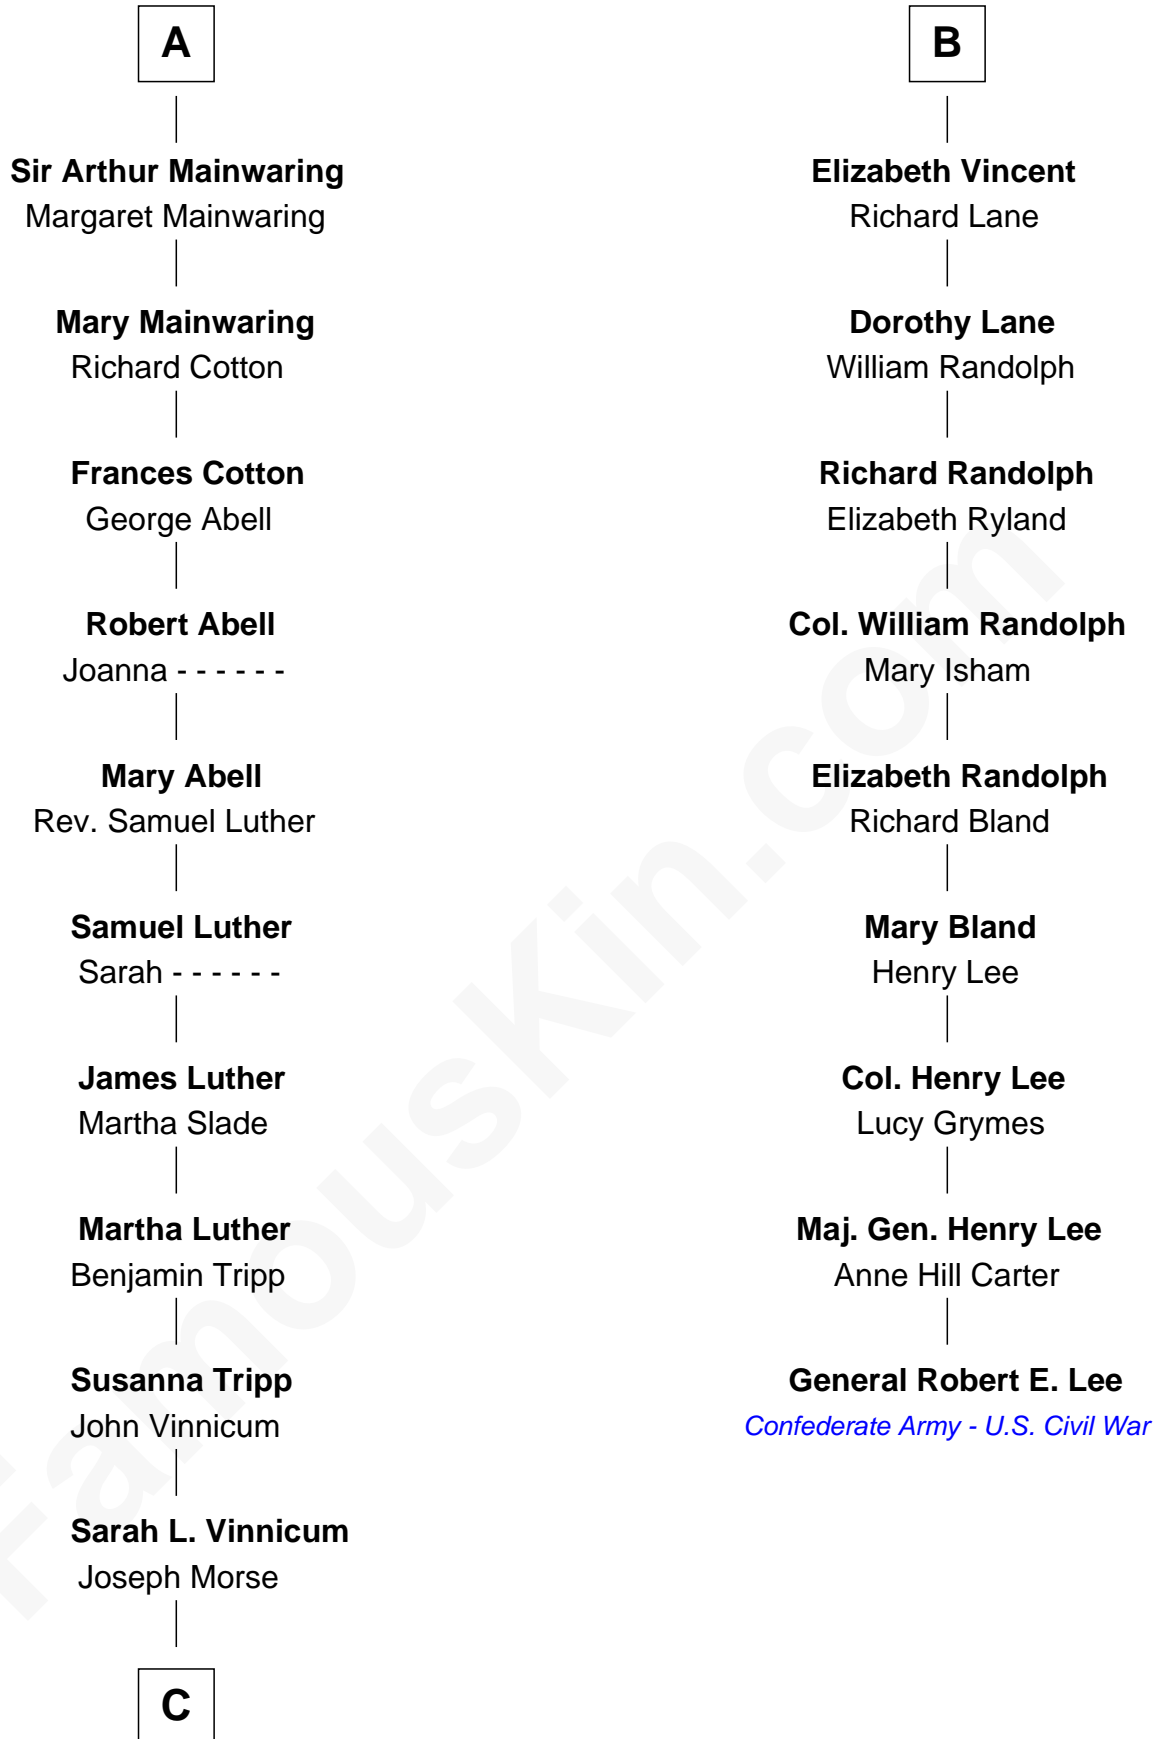 A
Sir Arthur Mainwaring
Margaret Mainwaring
Mary Mainwaring
Richard Cotton
Frances Cotton
George Abell
Robert Abell
Joanna - - - - - -
Mary Abell
Rev. Samuel Luther
Samuel Luther
Sarah - - - - - -
James Luther
Martha Slade
Martha Luther
Benjamin Tripp
Susanna Tripp
John Vinnicum
Sarah L. Vinnicum
Joseph Morse
C
B
Elizabeth Vincent
Richard Lane
Dorothy Lane
William Randolph
Richard Randolph
Elizabeth Ryland
Col. William Randolph
Mary Isham
Elizabeth Randolph
Richard Bland
Mary Bland
Henry Lee
Col. Henry Lee
Lucy Grymes
Maj. Gen. Henry Lee
Anne Hill Carter
General Robert E. Lee
Confederate Army - U.S. Civil War
FamousKin.com